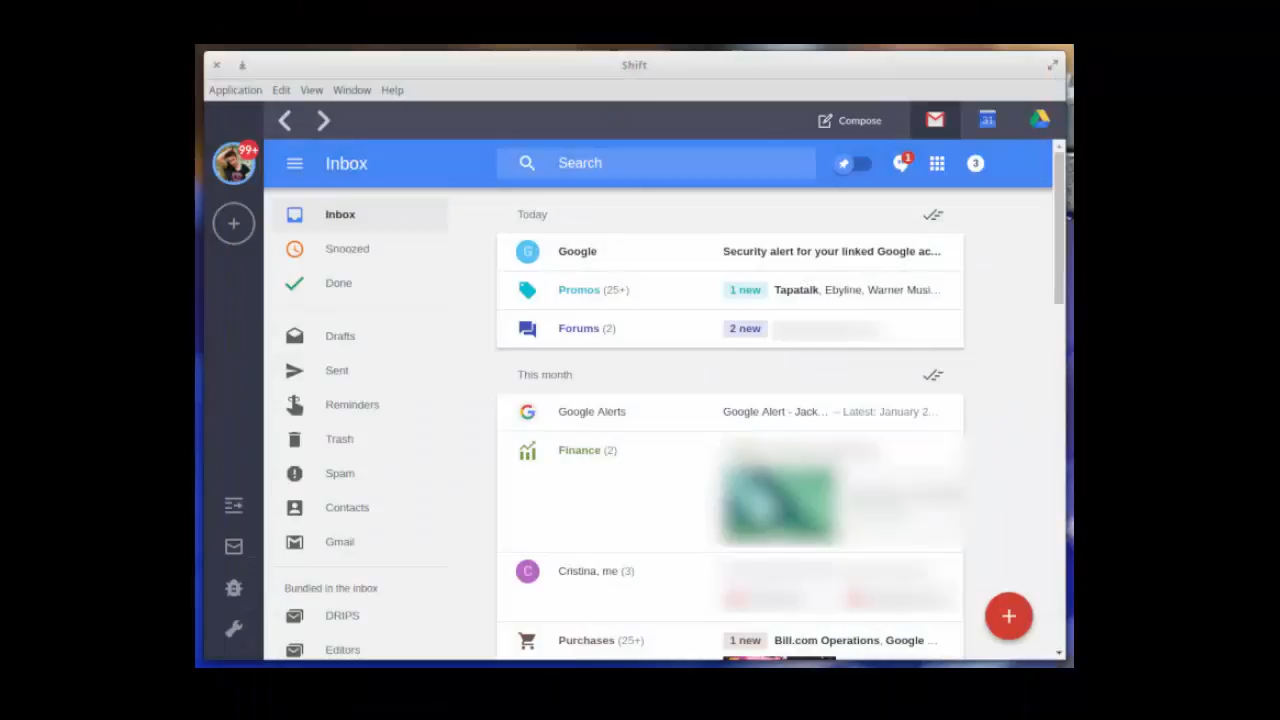 Shift
Application Edit View Window Help
Compose
31
99+
Inbox
Search
1
3
Inbox
Snoozed
Done
Drafts
Sent
Reminders
Trash
Spam
Contacts
Gmail
Bundled in the inbox
DRIPS
Editors
Today
G Google Security alert for your linked Google ac...
Promos (25+) 1 new Tapatalk, Ebyline, Warner Musi...
Forums (2) 2 new
This month
Google Alerts Google Alert - Jack... – Latest: January 2...
Finance (2)
C Cristina, me (3)
Purchases (25+) 1 new Bill.com Operations, Google ...